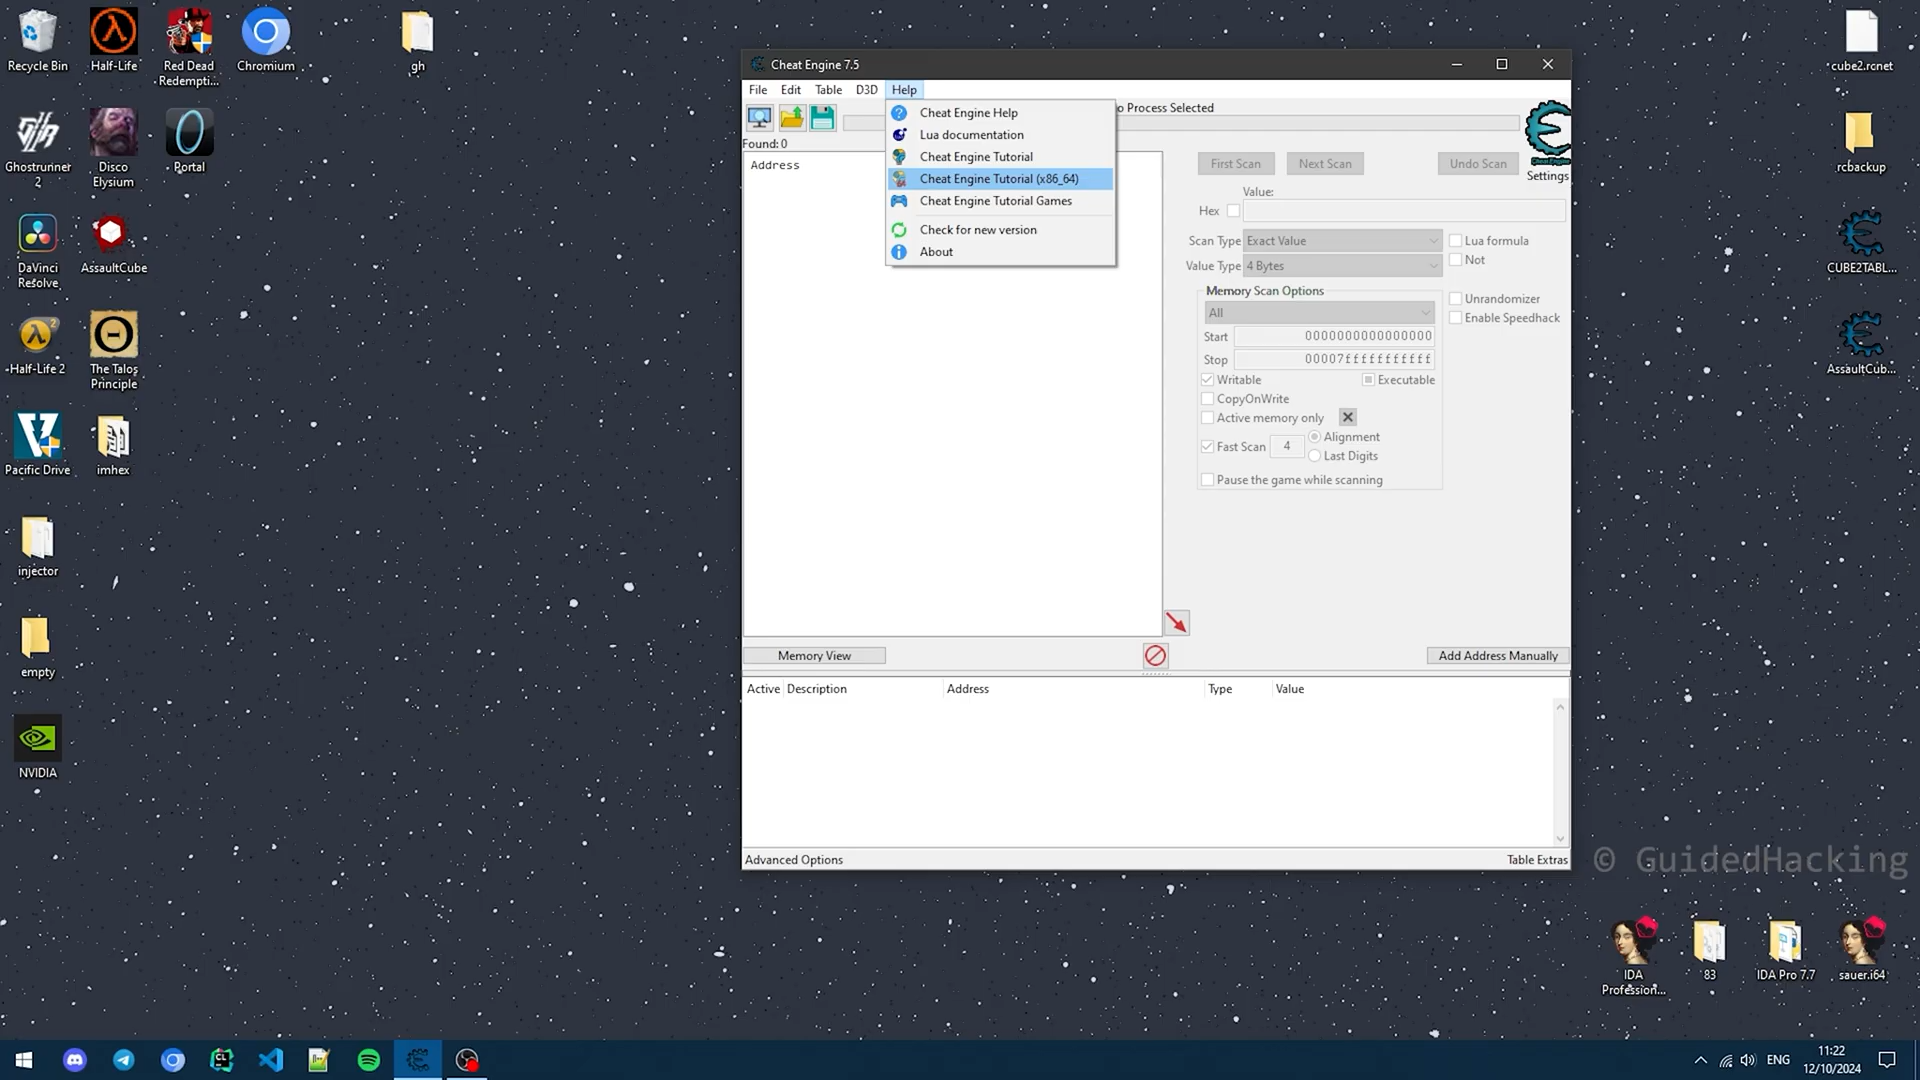 Recycle Bin
Half-Life
Red Dead
Redempti...
Chromium
gh
Ghostrunner
2
Disco
Elysium
Portal
DaVinci
Resolve
AssaultCube
Half-Life 2
The Talos
Principle
Pacific Drive
imhex
injector
empty
NVIDIA
Cheat Engine 7.5
File Edit Table D3D Help
Cheat Engine Help
Lua documentation
Cheat Engine Tutorial
Cheat Engine Tutorial (x86_64)
Cheat Engine Tutorial Games
Check for new version
About
o Process Selected
Found: 0
Address
First Scan
Next Scan
Undo Scan
Cheat Engine
Settings
Value:
Hex
Scan Type Exact Value
Lua formula
Value Type 4 Bytes
Not
Memory Scan Options
All
Unrandomizer
Enable Speedhack
Start 0000000000000000
Stop 00007fffffffffff
Writable
Executable
CopyOnWrite
Active memory only
Fast Scan 4
Alignment
Last Digits
Pause the game while scanning
Memory View
Add Address Manually
Active Description Address Type Value
Advanced Options
Table Extras
cube2.rcnet
rcbackup
CUBE2TABL...
AssaultCub...
© GuidedHacking
IDA
Profession...
83
IDA Pro 7.7
sauer.i64
ENG
11:22
12/10/2024